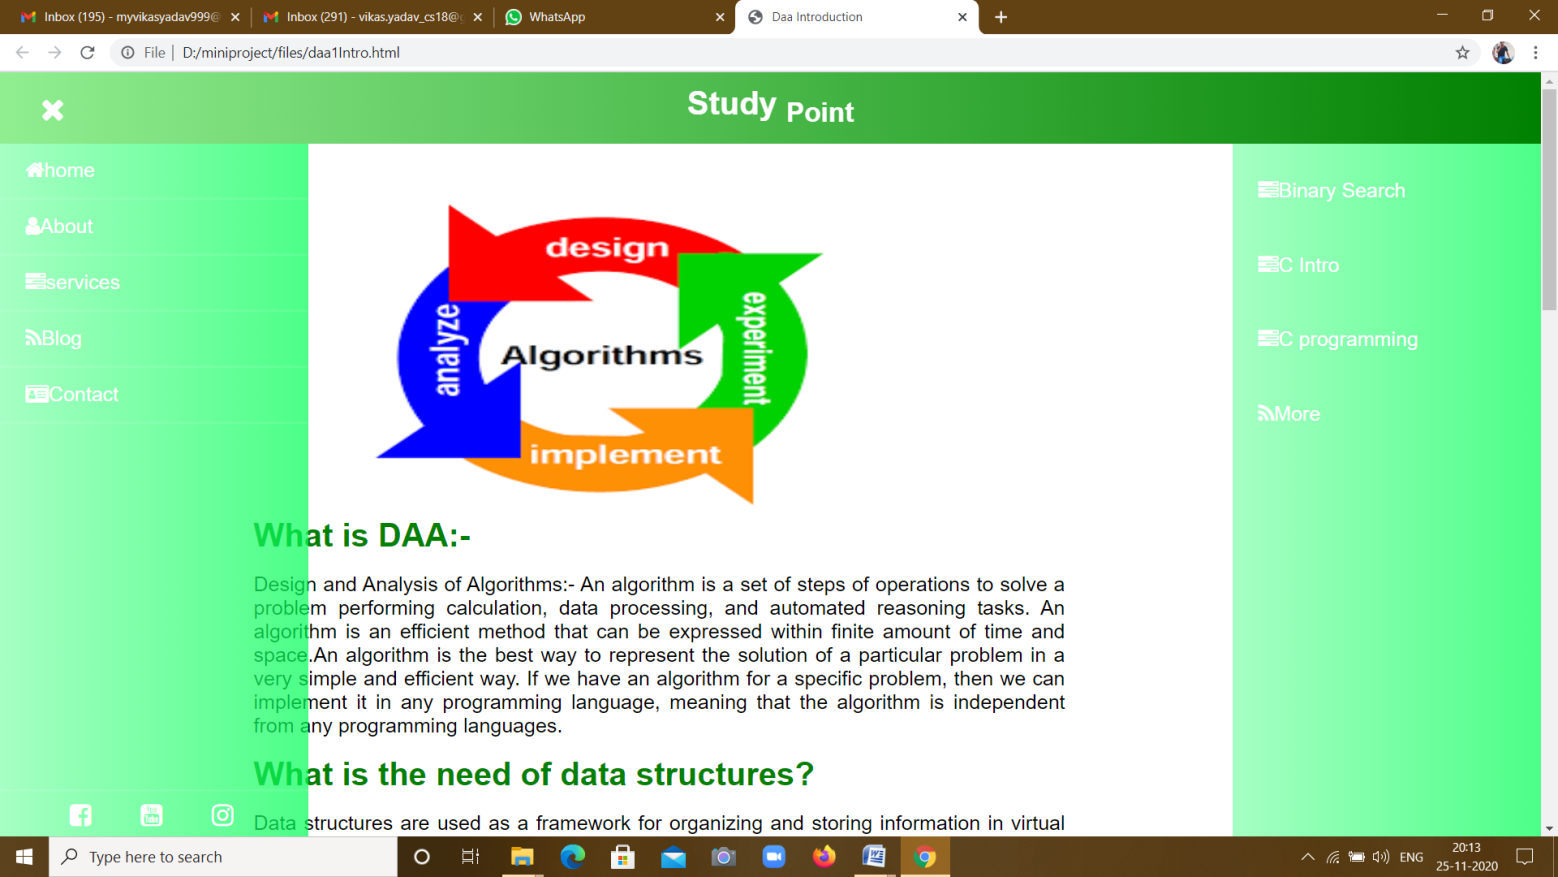 Inbox (195) - myvikasyadav999@
Inbox (291) - vikas.yadav_cs18@
WhatsApp
Daa Introduction
File | D:/miniproject/files/daa1Intro.html
Study Point
home
About
services
Blog
Contact
design
experiment
analyze
Algorithms
implement
Binary Search
C Intro
C programming
More
What is DAA:-
Design and Analysis of Algorithms:- An algorithm is a set of steps of operations to solve a
problem performing calculation, data processing, and automated reasoning tasks. An
algorithm is an efficient method that can be expressed within finite amount of time and
space.An algorithm is the best way to represent the solution of a particular problem in a
very simple and efficient way. If we have an algorithm for a specific problem, then we can
implement it in any programming language, meaning that the algorithm is independent
from any programming languages.
What is the need of data structures?
Data structures are used as a framework for organizing and storing information in virtual
Type here to search
ENG
20:13
25-11-2020